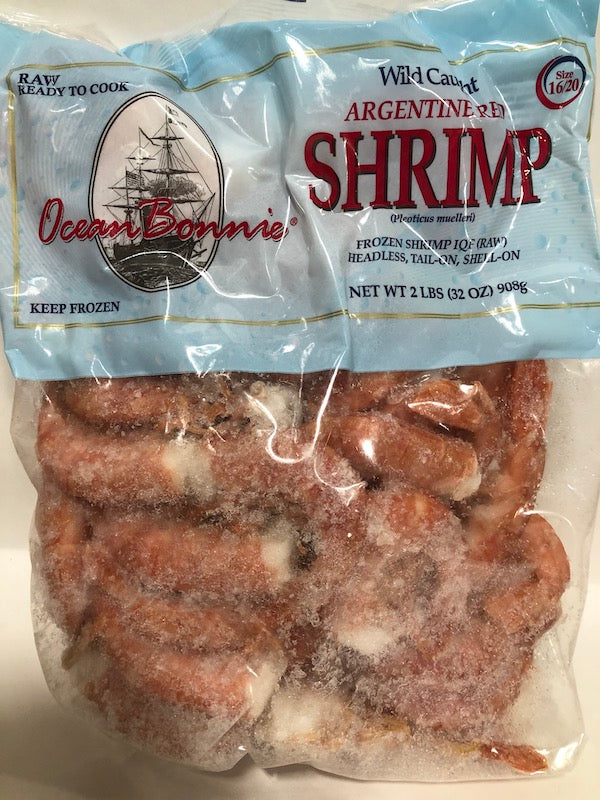 RAW
READY TO COOK
Ocean Bonnie®
KEEP FROZEN
Wild Caught
Size
16/20
ARGENTINE RED
SHRIMP
(Pleoticus muelleri)
FROZEN SHRIMP IQF (RAW)
HEADLESS, TAIL-ON, SHELL-ON
NET WT 2 LBS (32 OZ) 908g